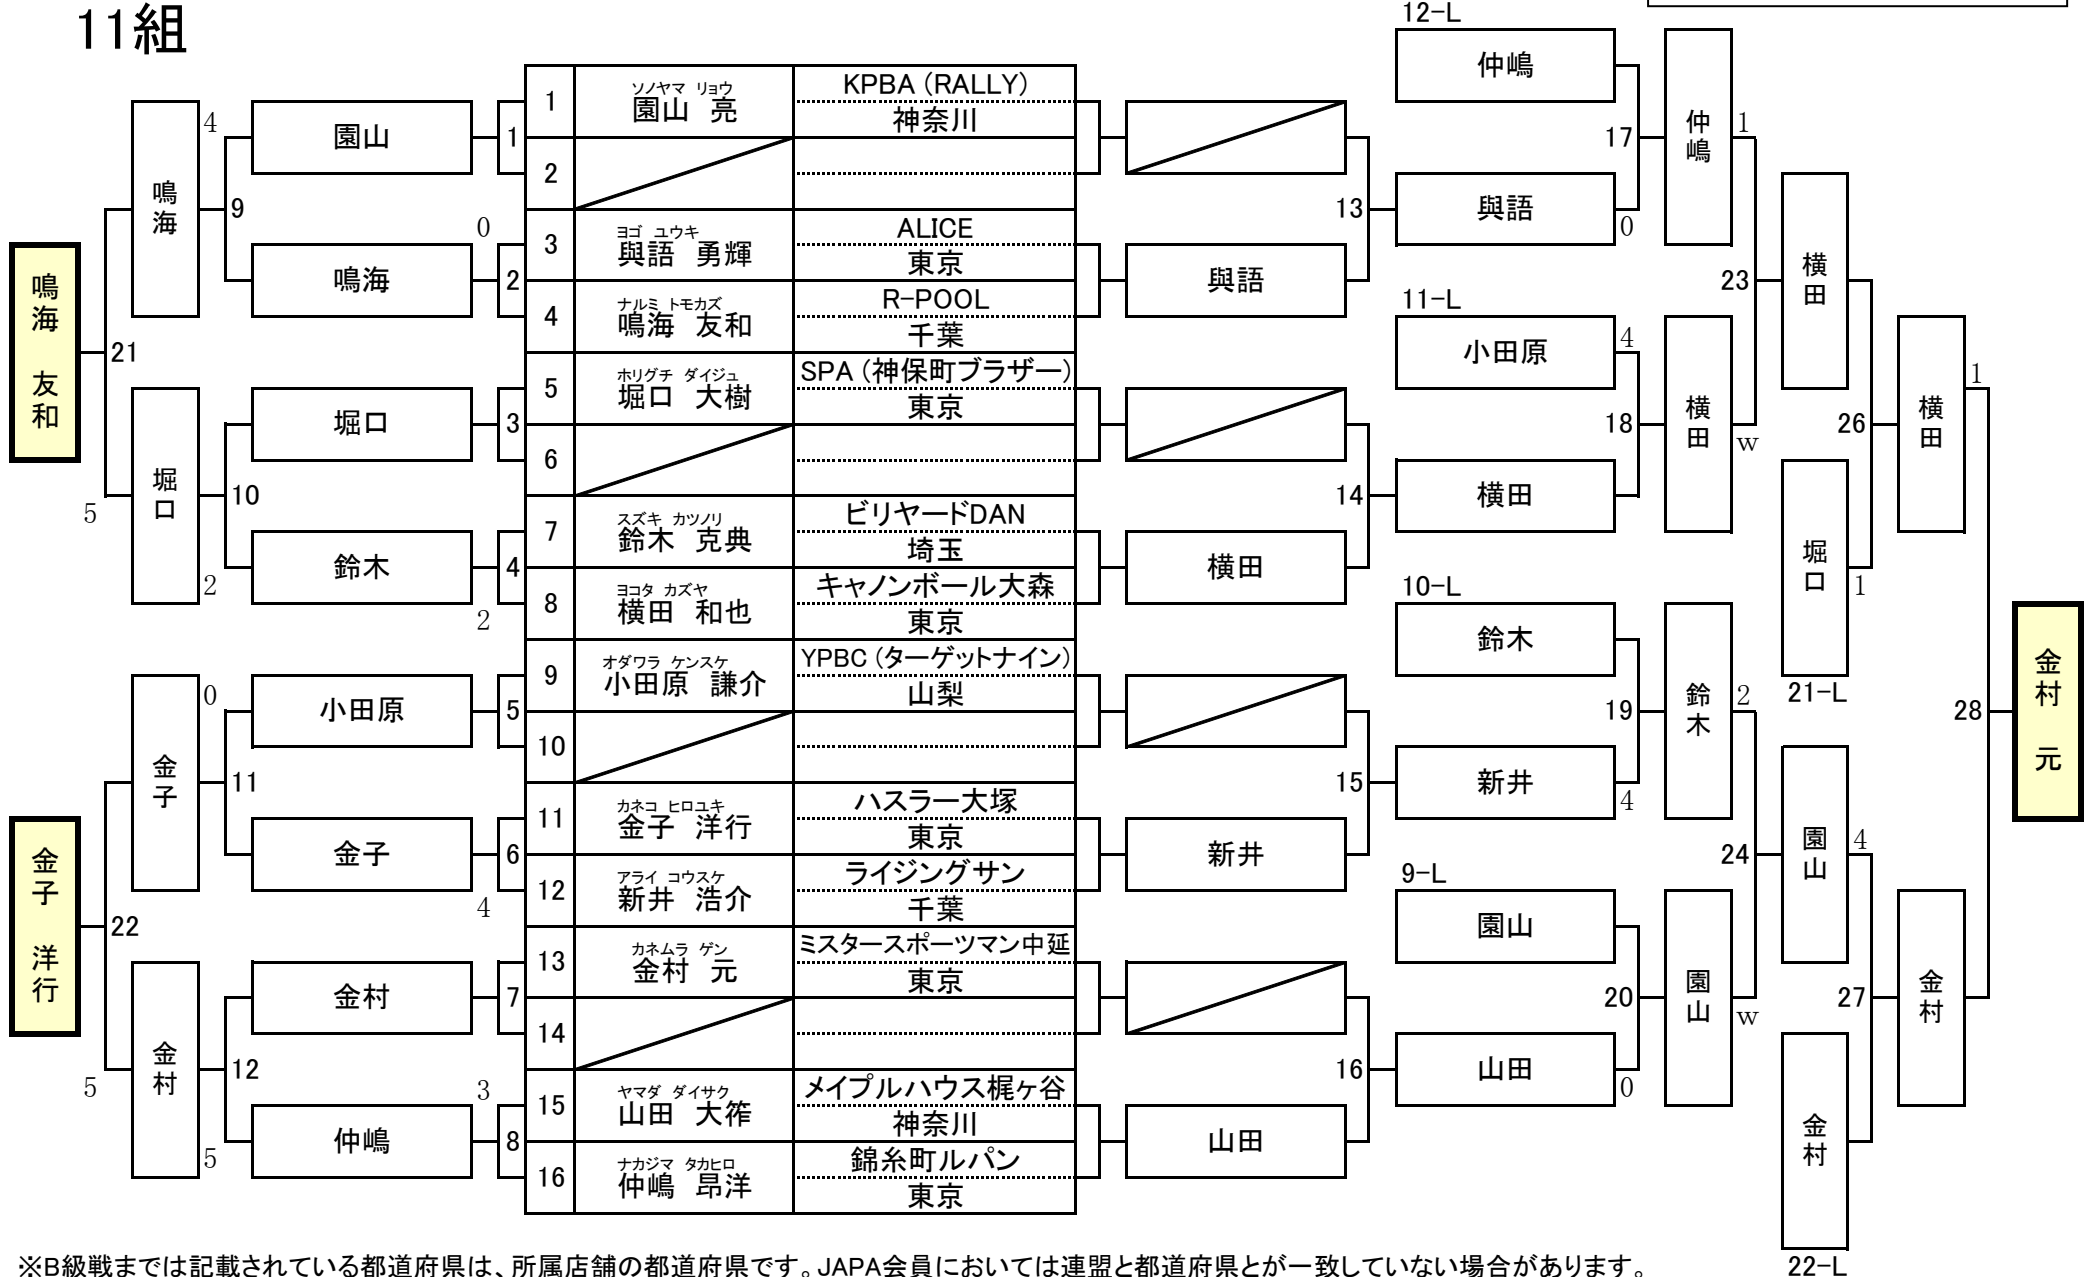 11組
1
ソノヤマ リョウ
園山 亮
KPBA (RALLY)
神奈川
2
3
ヨゴ ユウキ
與語 勇輝
ALICE
東京
4
ナルミ トモカズ
鳴海 友和
R-POOL
千葉
5
ホリグチ ダイジュ
堀口 大樹
SPA (神保町ブラザー)
東京
6
7
スズキ カツノリ
鈴木 克典
ビリヤードDAN
埼玉
8
ヨコタ カズヤ
横田 和也
キャノンボール大森
東京
9
オダワラ ケンスケ
小田原 謙介
YPBC (ターゲットナイン)
山梨
10
11
カネコ ヒロユキ
金子 洋行
ハスラー大塚
東京
12
アライ コウスケ
新井 浩介
ライジングサン
千葉
13
カネムラ ゲン
金村 元
ミスタースポーツマン中延
東京
14
15
ヤマダ ダイサク
山田 大筰
メイプルハウス梶ヶ谷
神奈川
16
ナカジマ タカヒロ
仲嶋 昂洋
錦糸町ルパン
東京
鳴海 友和
21
5
鳴海
4
9
園山
1
鳴海
0
2
堀口
2
10
堀口
3
鈴木
4
2
金子 洋行
22
5
金子
0
11
小田原
5
金子
6
4
金村
5
12
金村
7
仲嶋
3
8
與語
13
横田
14
新井
15
山田
16
12-L
仲嶋
17
與語
0
仲嶋
1
11-L
小田原
4
18
横田
横田
w
23
10-L
鈴木
19
新井
4
鈴木
2
9-L
園山
20
山田
0
園山
w
24
横田
26
堀口
1
21-L
園山
4
27
金村
22-L
横田
1
金村
28
金村 元
※B級戦までは記載されている都道府県は、所属店舗の都道府県です。JAPA会員においては連盟と都道府県とが一致していない場合があります。